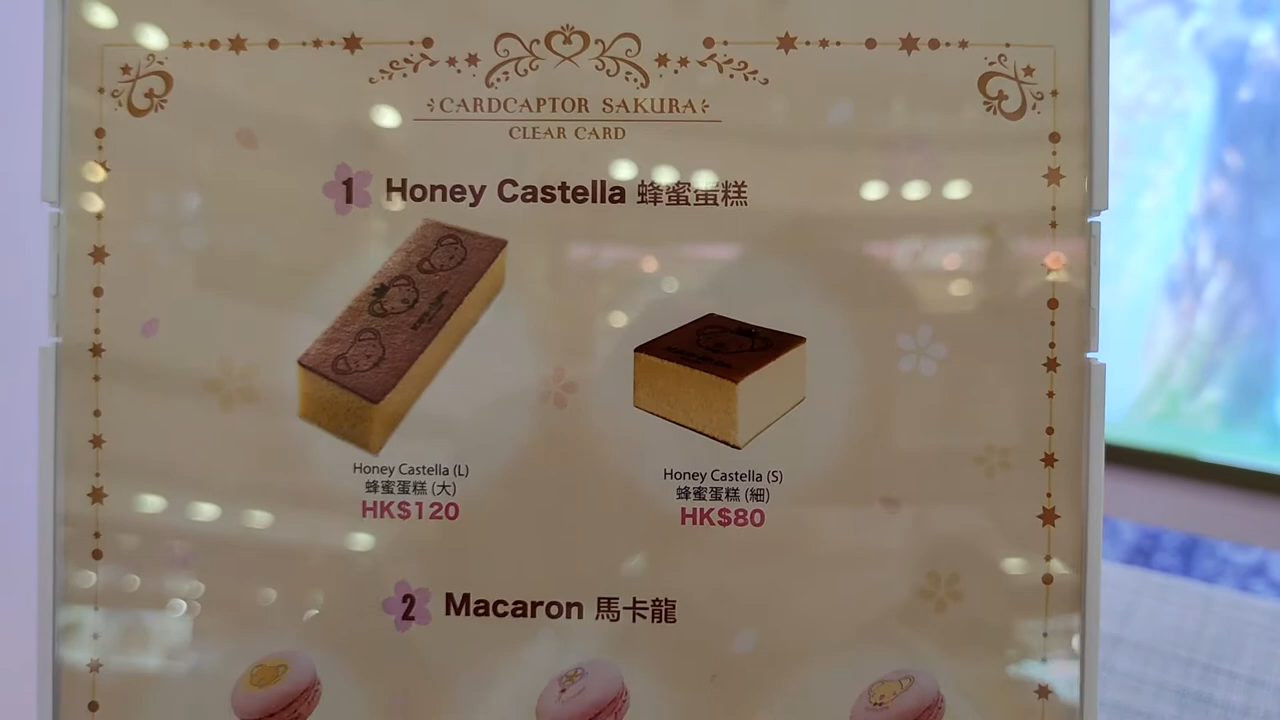 CARDCAPTOR SAKURA
CLEAR CARD
1 Honey Castella 蜂蜜蛋糕
Honey Castella (L)
蜂蜜蛋糕 (大)
HK$120
Honey Castella (S)
蜂蜜蛋糕 (細)
HK$80
2 Macaron 馬卡龍